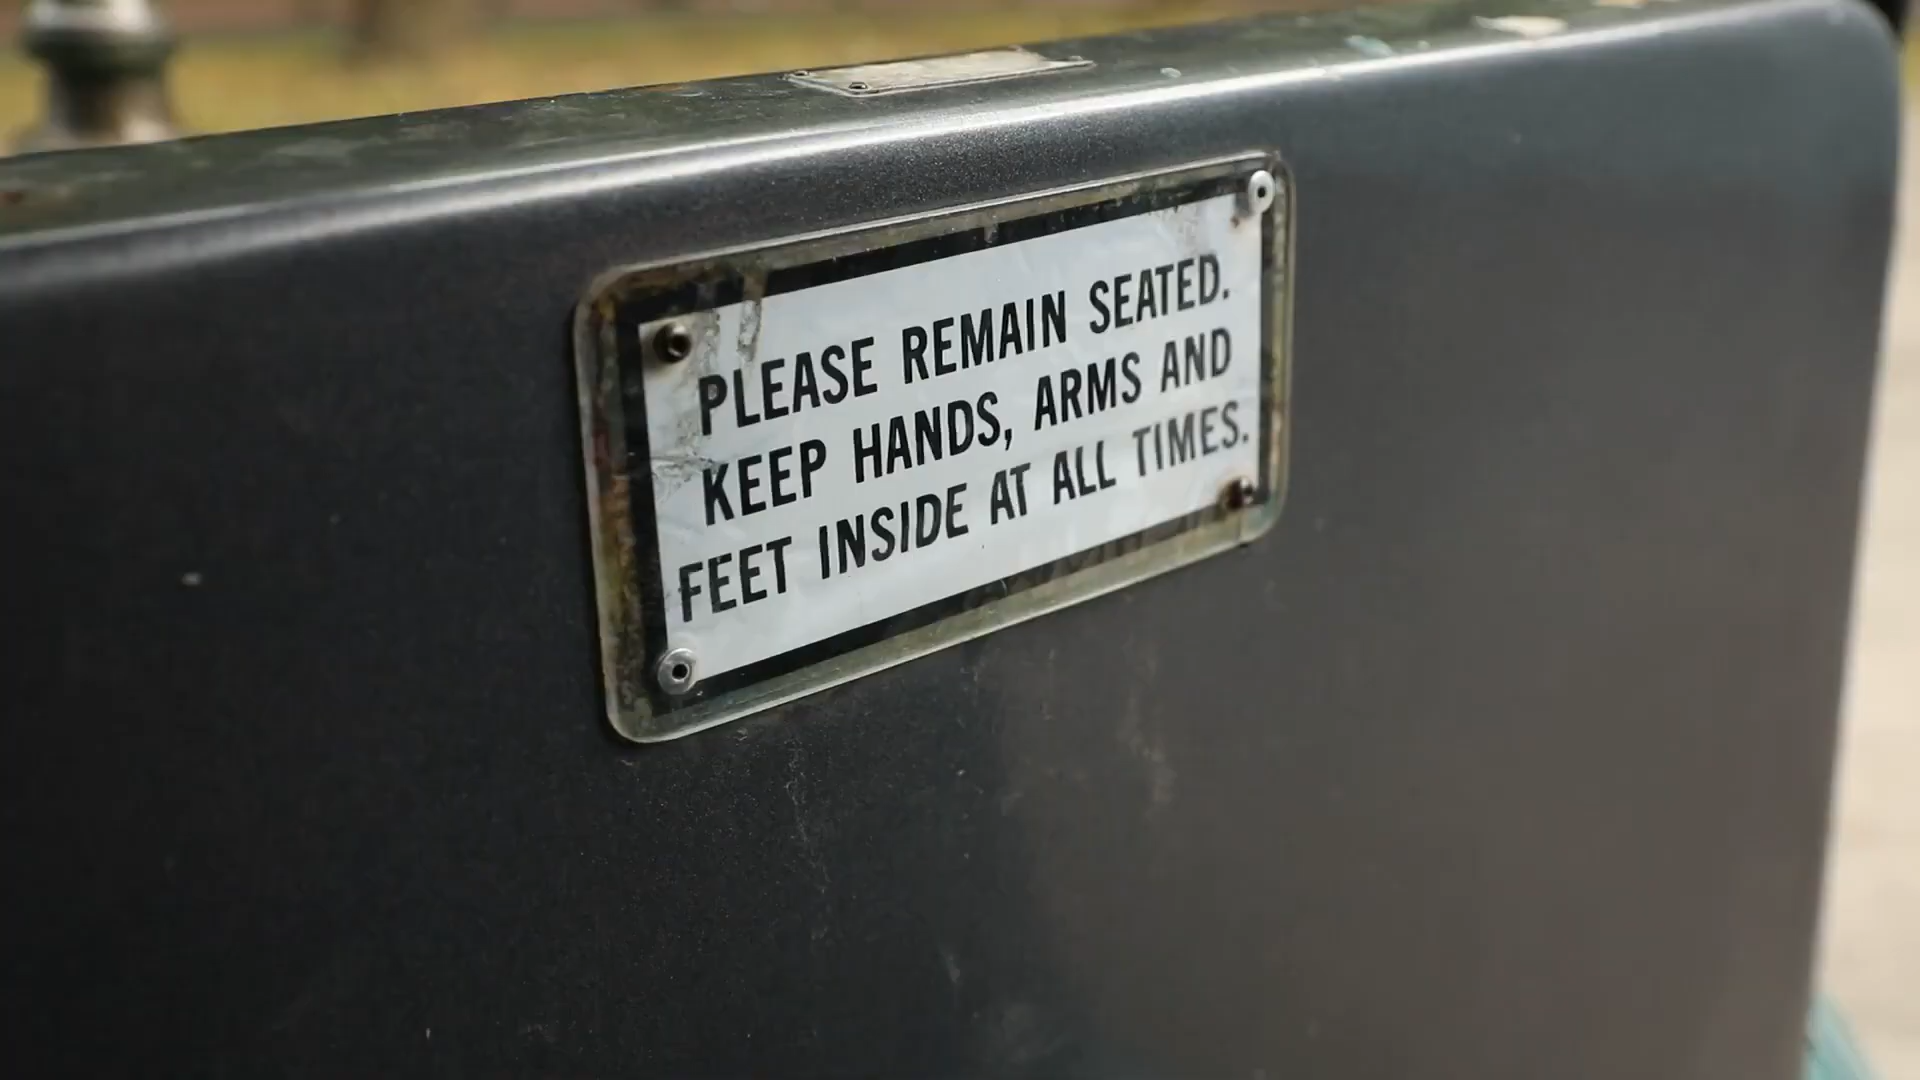 PLEASE REMAIN SEATED.
KEEP HANDS, ARMS AND
FEET INSIDE AT ALL TIMES.